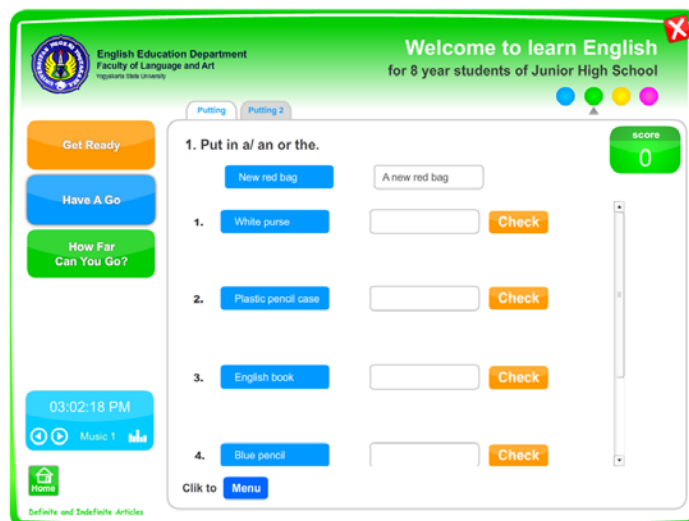 English Education Department
Faculty of Language and Art
Yogyakarta State University
Welcome to learn English
for 8 year students of Junior High School
Putting
Putting 2
Get Ready
Have A Go
How Far
Can You Go?
1. Put in a/ an or the.
score
0
New red bag
A new red bag
1. White purse
Check
2. Plastic pencil case
Check
3. English book
Check
4. Blue pencil
Check
03:02:18 PM
Music 1
Home
Clik to Menu
Definite and Indefinite Articles